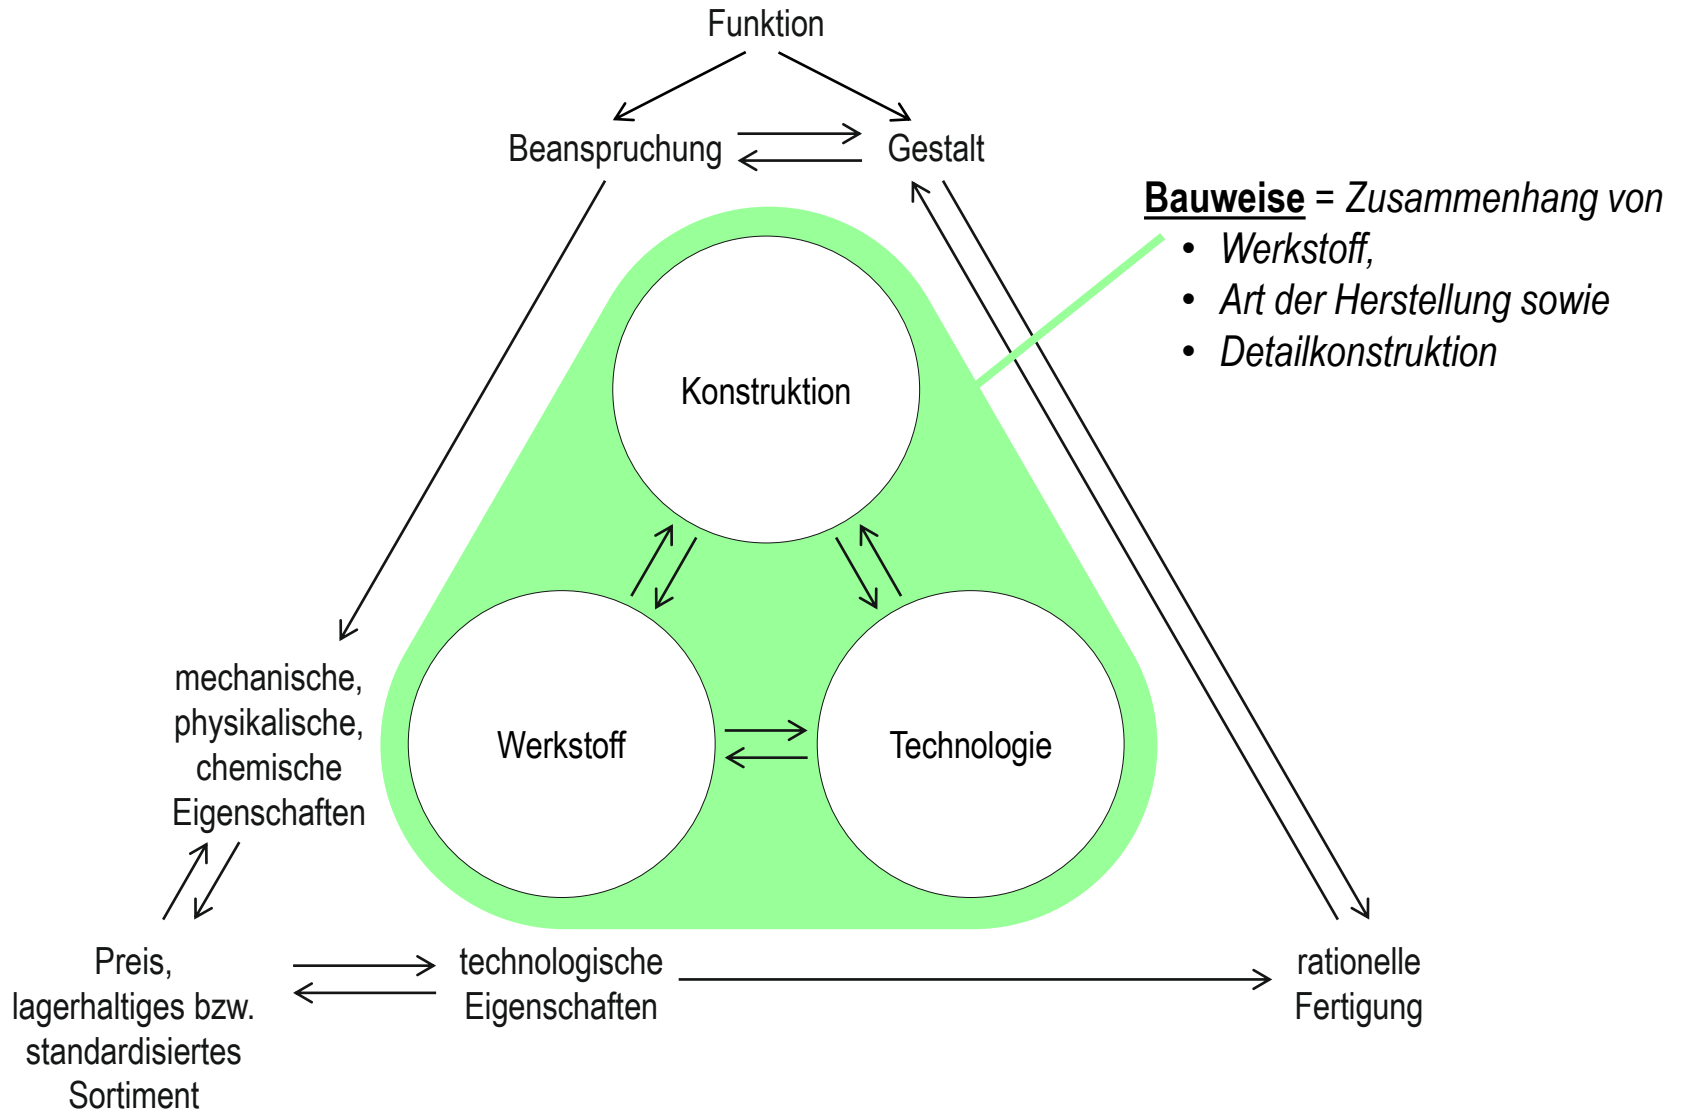 Funktion
Beanspruchung
Gestalt
Bauweise = Zusammenhang von
• Werkstoff,
• Art der Herstellung sowie
• Detailkonstruktion
Konstruktion
mechanische,
physikalische,
chemische
Eigenschaften
Werkstoff
Technologie
Preis,
lagerhaltiges bzw.
standardisiertes
Sortiment
technologische
Eigenschaften
rationelle
Fertigung